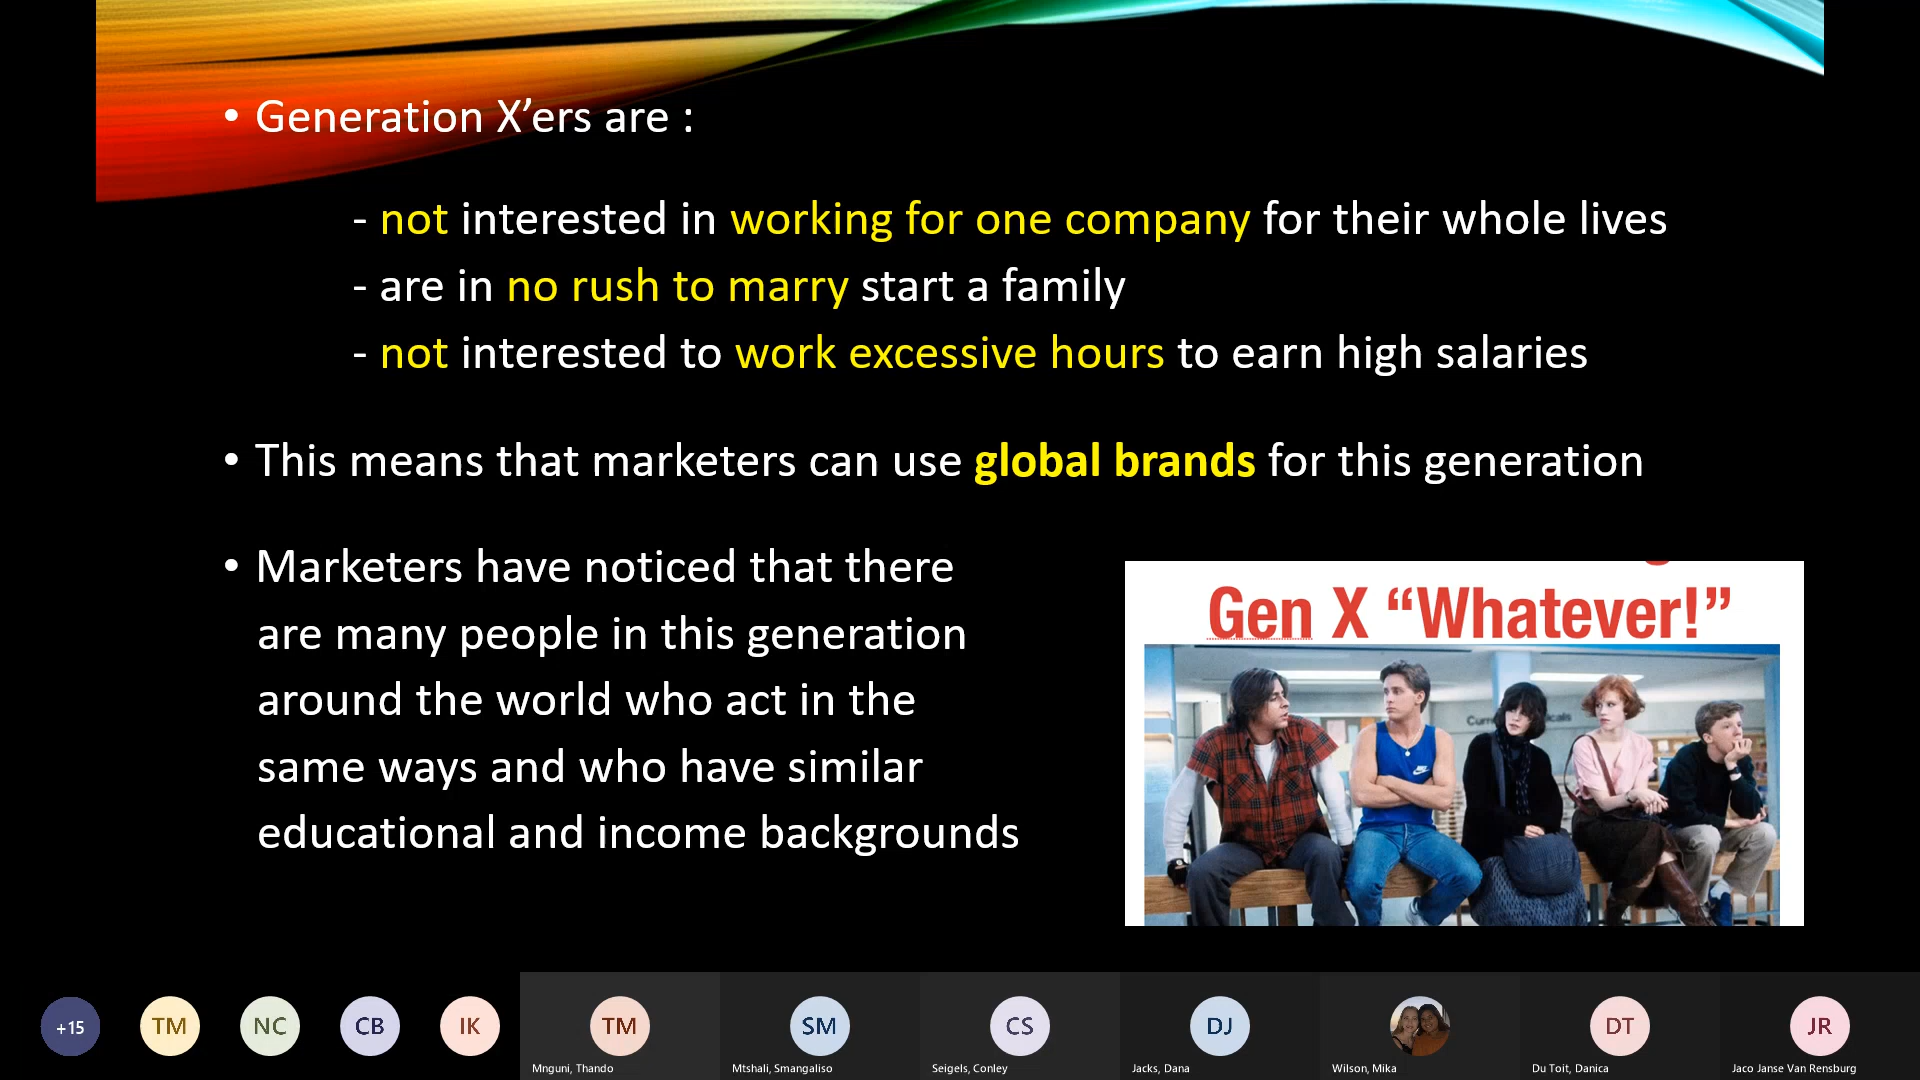 • Generation X’ers are :
- not interested in working for one company for their whole lives
- are in no rush to marry start a family
- not interested to work excessive hours to earn high salaries
• This means that marketers can use global brands for this generation
• Marketers have noticed that there
are many people in this generation
around the world who act in the
same ways and who have similar
educational and income backgrounds
Gen X “Whatever!”
+15
TM
NC
CB
IK
TM
SM
CS
DJ
DT
JR
Mnguni, Thando
Mtshali, Smangaliso
Seigels, Conley
Jacks, Dana
Wilson, Mika
Du Toit, Danica
Jaco Janse Van Rensburg